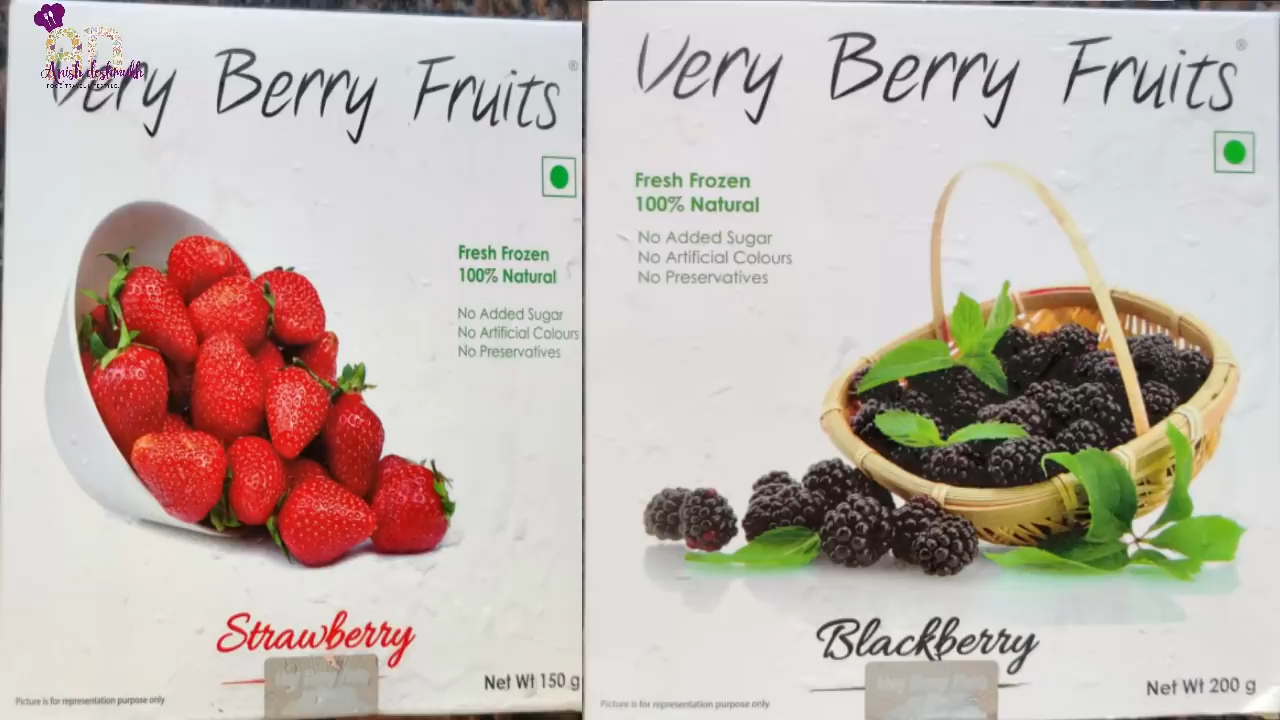 Anish deshmukh
Very Berry Fruits®
Fresh Frozen
100% Natural
No Added Sugar
No Artificial Colours
No Preservatives
Strawberry
Net Wt 150 g
Picture is for representation purpose only
Very Berry Fruits®
Fresh Frozen
100% Natural
No Added Sugar
No Artificial Colours
No Preservatives
Blackberry
Net Wt 200 g
Picture is for representation purpose only